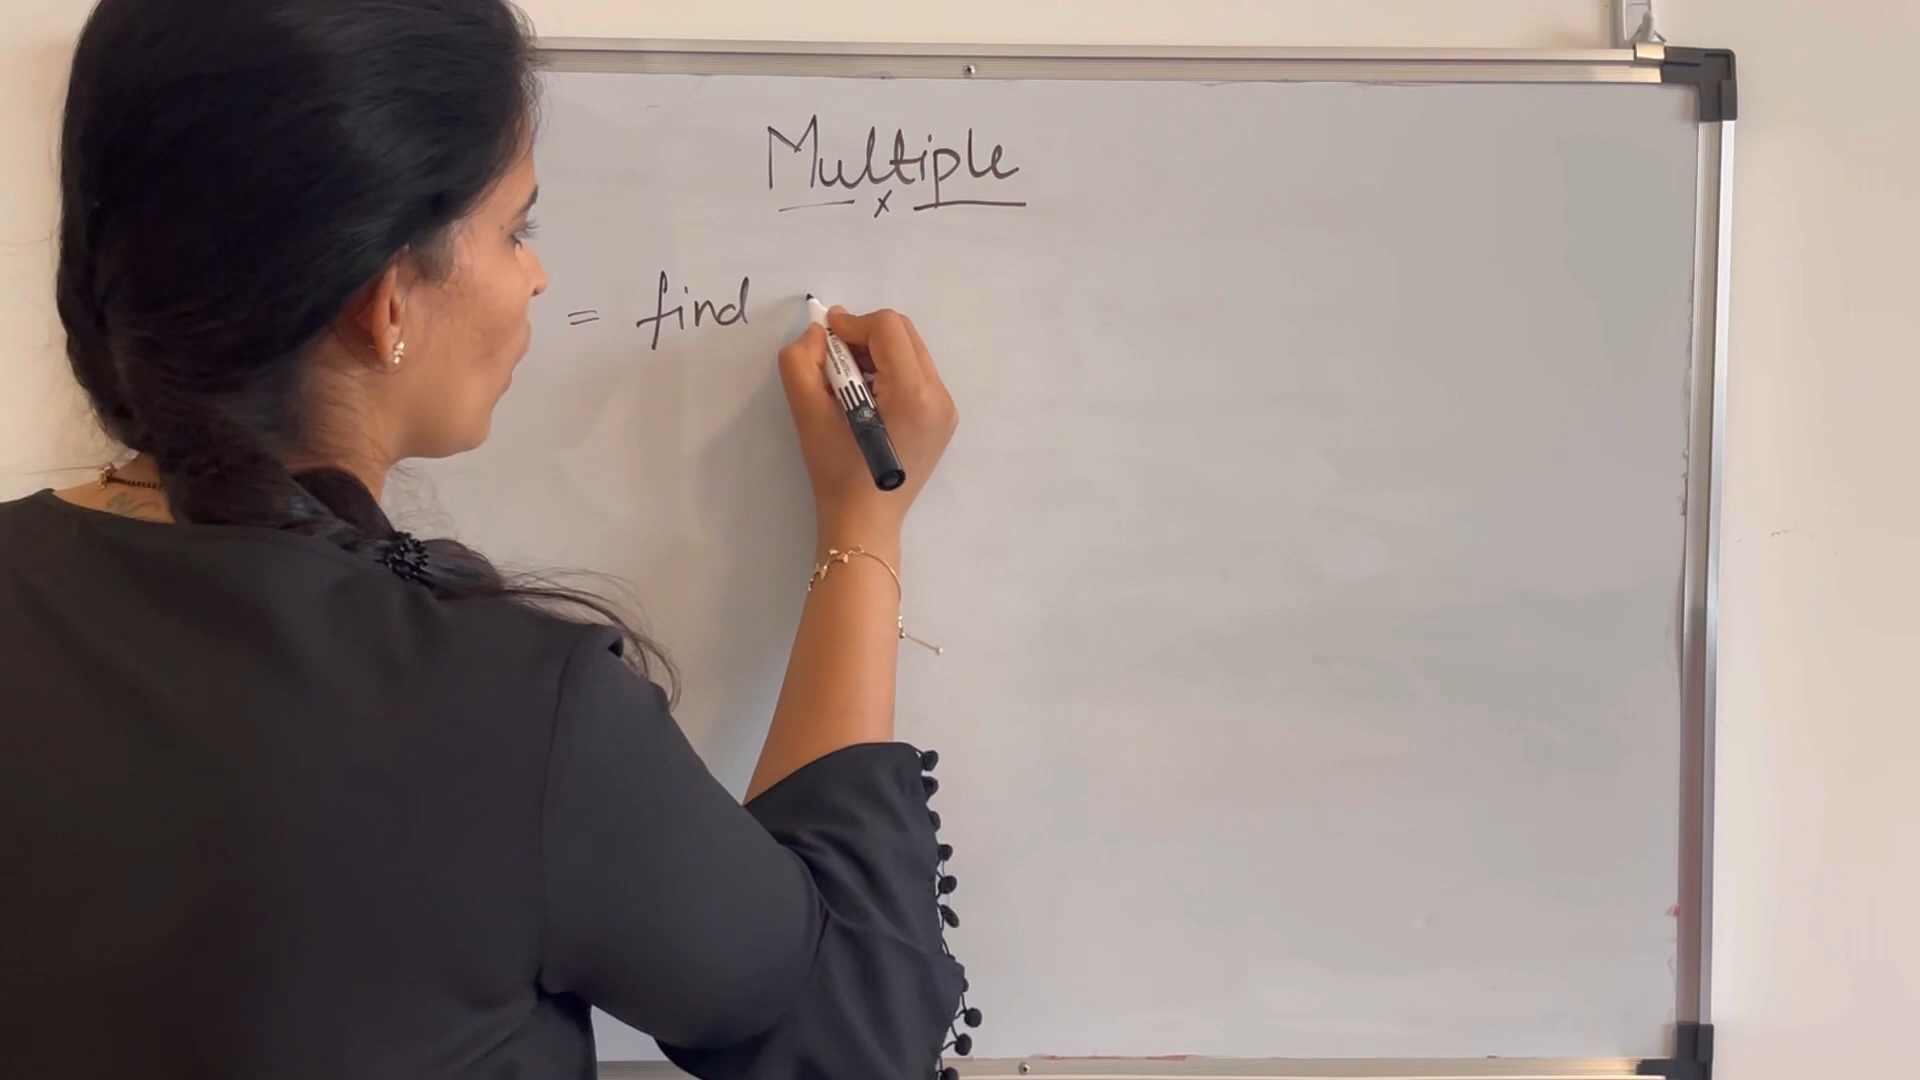 Multiple
x
= find